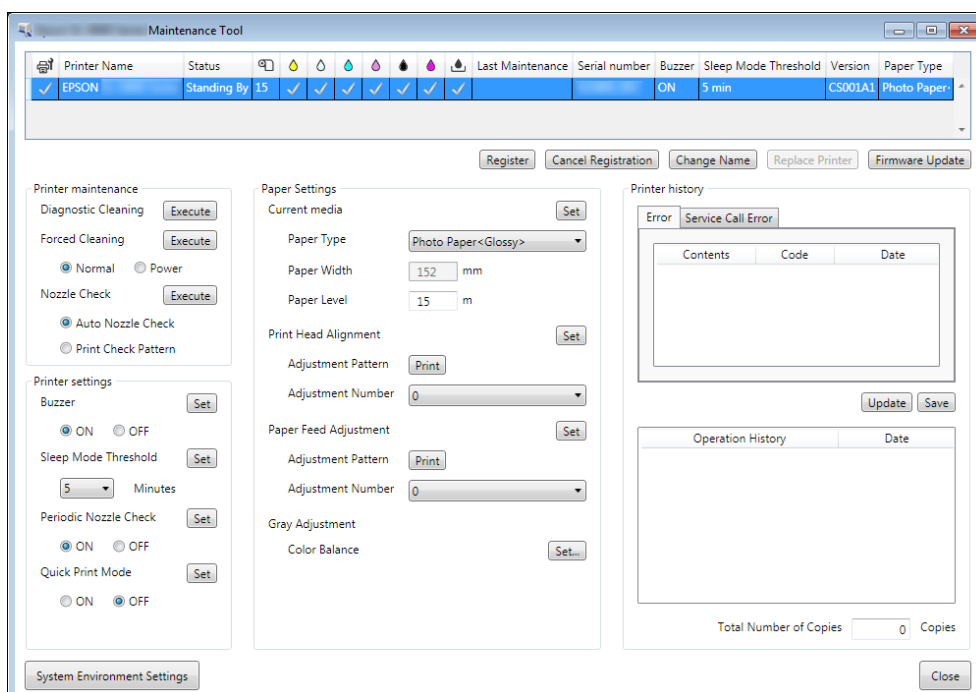 Maintenance Tool
Printer Name Status Last Maintenance Serial number Buzzer Sleep Mode Threshold Version Paper Type
EPSON Standing By 15 ON 5 min CS001A1 Photo Paper
Register Cancel Registration Change Name Replace Printer Firmware Update
Printer maintenance
Diagnostic Cleaning Execute
Forced Cleaning Execute
Normal Power
Nozzle Check Execute
Auto Nozzle Check
Print Check Pattern
Printer settings
Buzzer Set
ON OFF
Sleep Mode Threshold Set
5 Minutes
Periodic Nozzle Check Set
ON OFF
Quick Print Mode Set
ON OFF
Paper Settings
Current media Set
Paper Type Photo Paper<Glossy>
Paper Width 152 mm
Paper Level 15 m
Print Head Alignment Set
Adjustment Pattern Print
Adjustment Number 0
Paper Feed Adjustment Set
Adjustment Pattern Print
Adjustment Number 0
Gray Adjustment
Color Balance Set...
Printer history
Error Service Call Error
Contents Code Date
Update Save
Operation History Date
Total Number of Copies 0 Copies
System Environment Settings Close